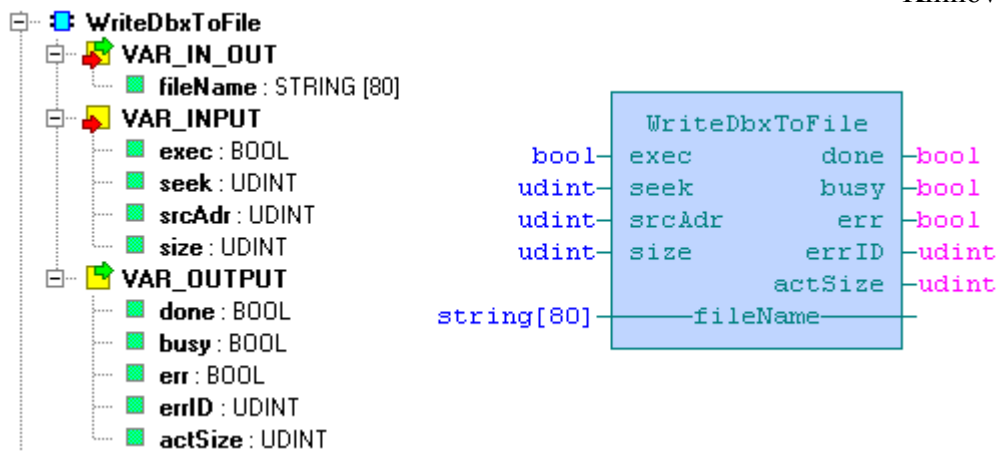 WriteDbxToFile
VAR_IN_OUT
fileName : STRING [80]
VAR_INPUT
exec : BOOL
seek : UDINT
srcAdr : UDINT
size : UDINT
VAR_OUTPUT
done : BOOL
busy : BOOL
err : BOOL
errID : UDINT
actSize : UDINT
WriteDbxToFile
bool exec done bool
udint seek busy bool
udint srcAdr err bool
udint size errID udint
actSize udint
string[80] fileName